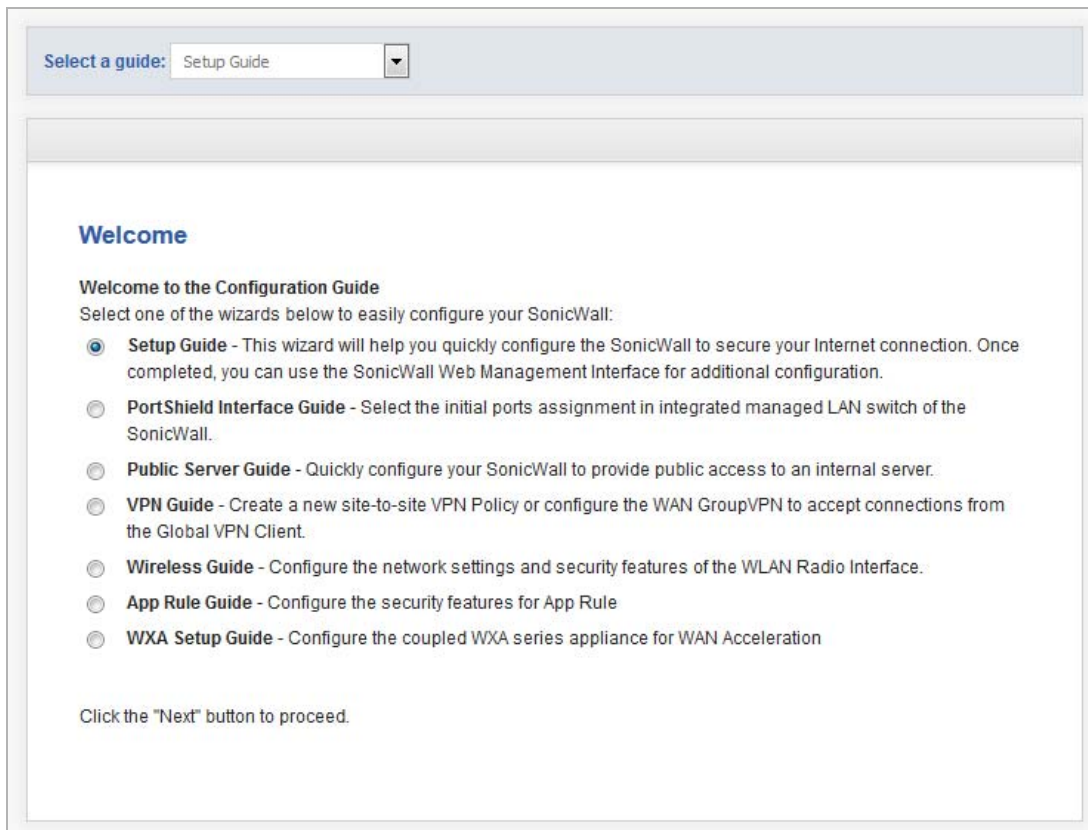 Select a guide: Setup Guide
Welcome
Welcome to the Configuration Guide
Select one of the wizards below to easily configure your SonicWall:
Setup Guide - This wizard will help you quickly configure the SonicWall to secure your Internet connection. Once
completed, you can use the SonicWall Web Management Interface for additional configuration.
PortShield Interface Guide - Select the initial ports assignment in integrated managed LAN switch of the
SonicWall.
Public Server Guide - Quickly configure your SonicWall to provide public access to an internal server.
VPN Guide - Create a new site-to-site VPN Policy or configure the WAN GroupVPN to accept connections from
the Global VPN Client.
Wireless Guide - Configure the network settings and security features of the WLAN Radio Interface.
App Rule Guide - Configure the security features for App Rule
WXA Setup Guide - Configure the coupled WXA series appliance for WAN Acceleration
Click the "Next" button to proceed.